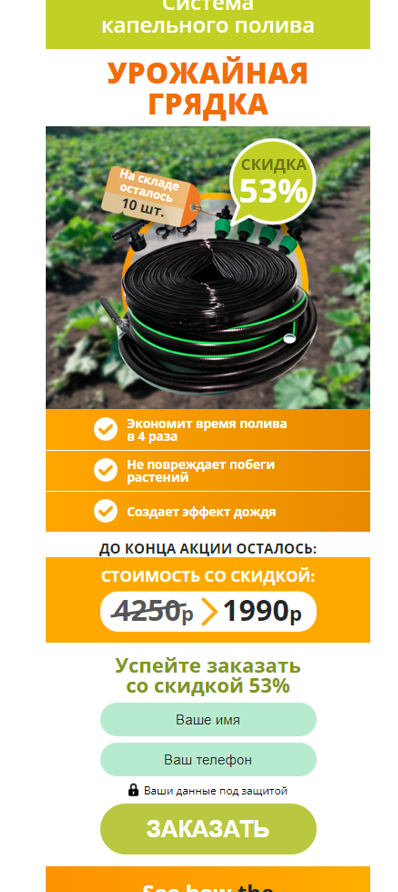 Система
капельного полива
УРОЖАЙНАЯ
ГРЯДКА
СКИДКА
53%
На складе
осталось
10 шт.
Экономит время полива
в 4 раза
Не повреждает побеги
растений
Создает эффект дождя
ДО КОНЦА АКЦИИ ОСТАЛОСЬ:
СТОИМОСТЬ СО СКИДКОЙ:
4250р 1990р
Успейте заказать
со скидкой 53%
Ваше имя
Ваш телефон
Ваши данные под защитой
ЗАКАЗАТЬ
See how the